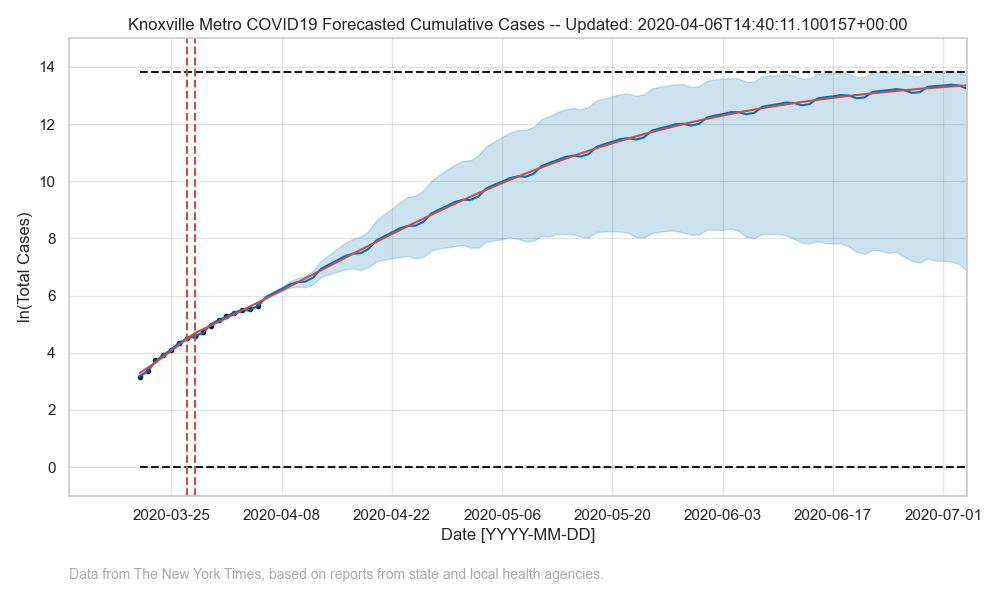 Knoxville Metro COVID19 Forecasted Cumulative Cases -- Updated: 2020-04-06T14:40:11.100157+00:00
ln(Total Cases)
14
12
10
8
6
4
2
0
2020-03-25 2020-04-08 2020-04-22 2020-05-06 2020-05-20 2020-06-03 2020-06-17 2020-07-01
Date [YYYY-MM-DD]
Data from The New York Times, based on reports from state and local health agencies.